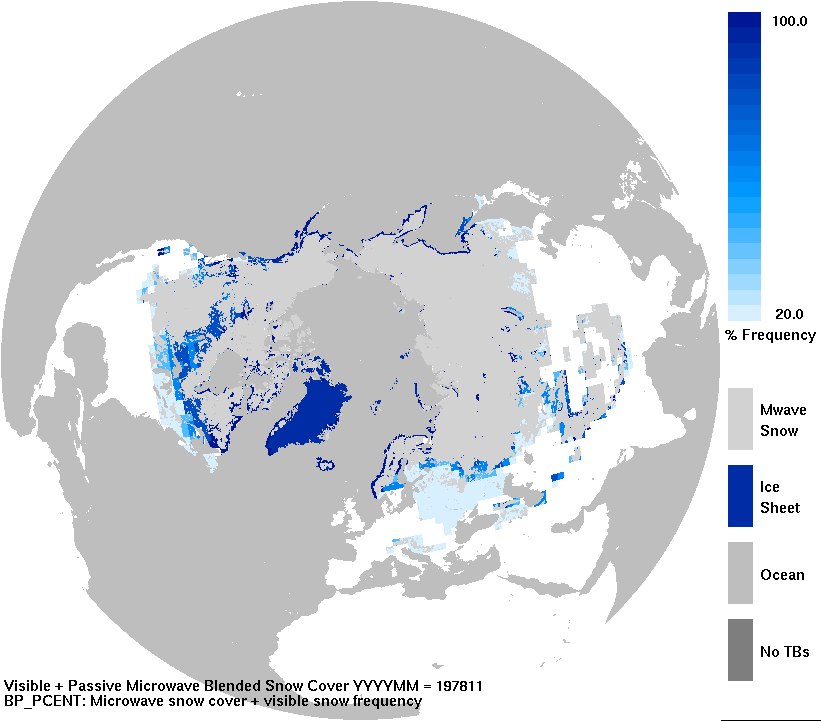 100.0
20.0
% Frequency
Mwave
Snow
Ice
Sheet
Ocean
No TBs
Visible + Passive Microwave Blended Snow Cover YYYYMM = 197811
BP_PCENT: Microwave snow cover + visible snow frequency